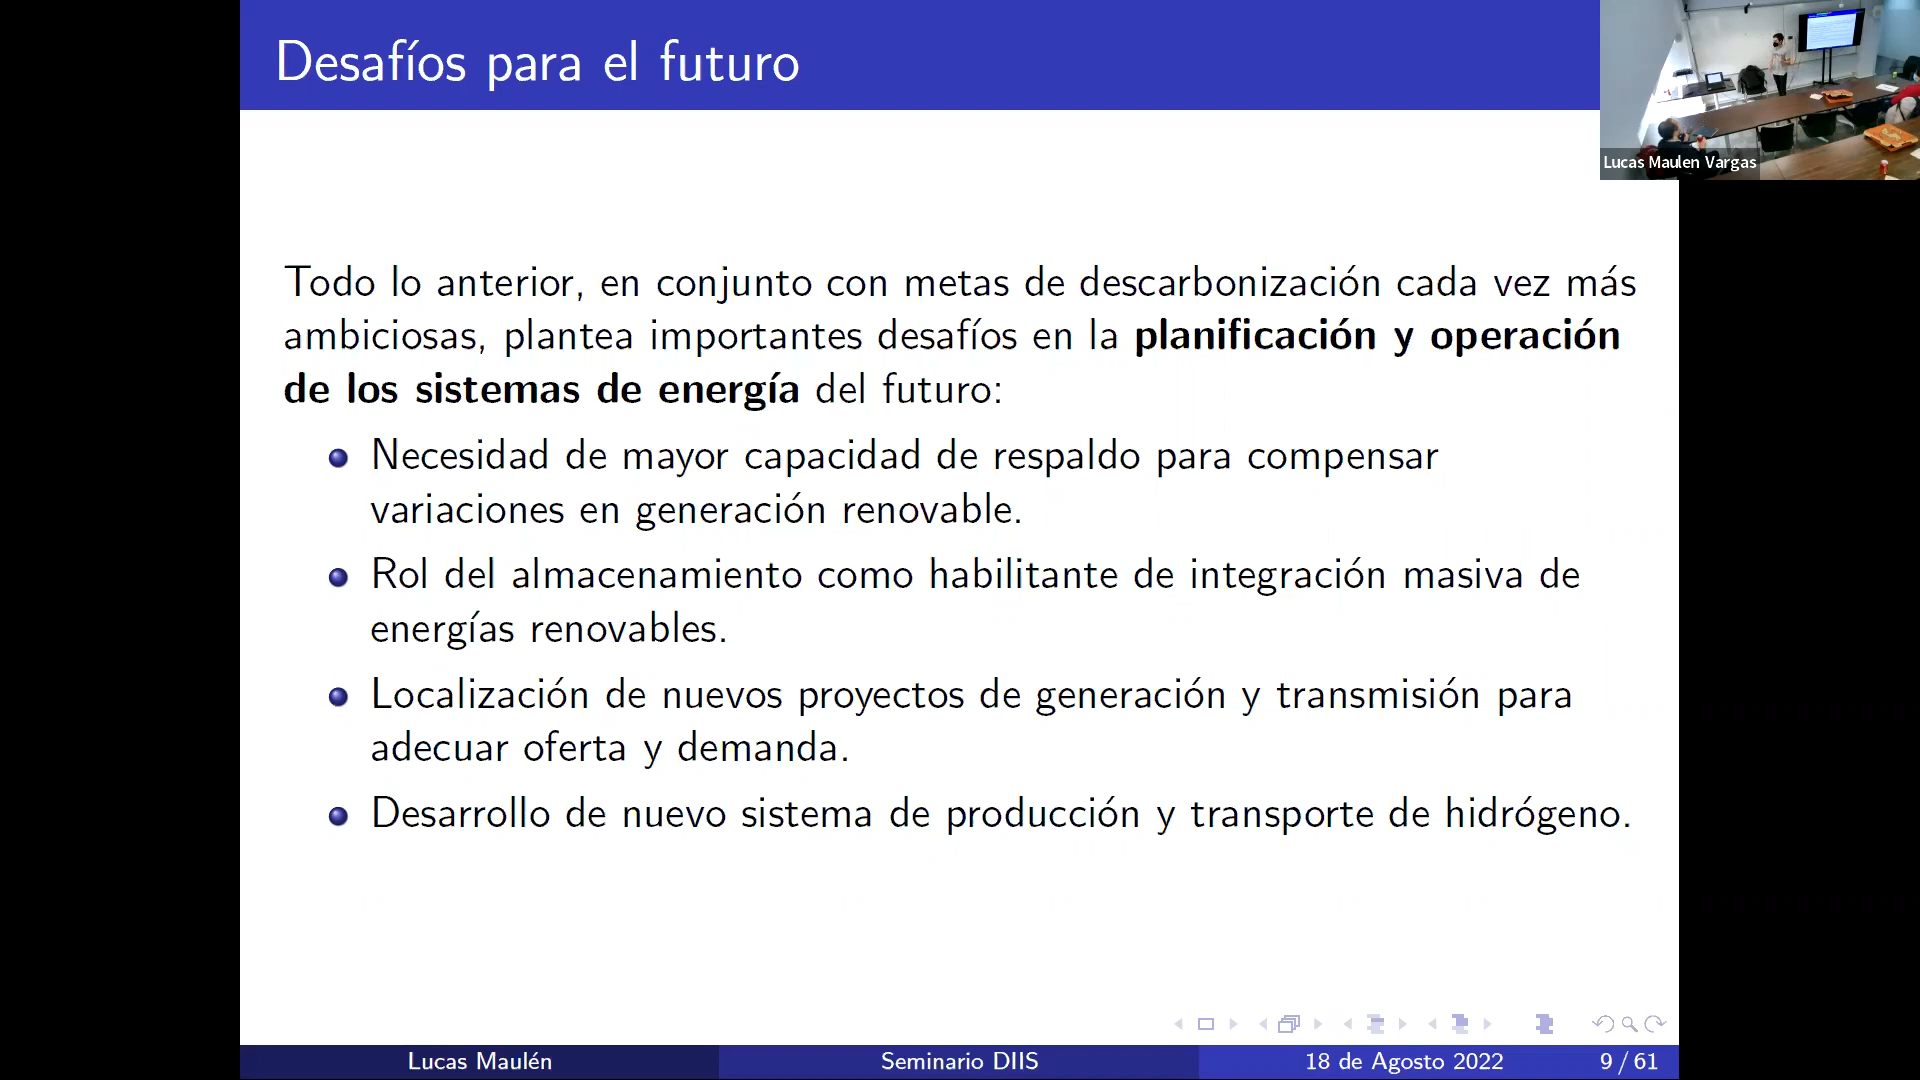 Desafíos para el futuro
Lucas Maulen Vargas
Todo lo anterior, en conjunto con metas de descarbonización cada vez más
ambiciosas, plantea importantes desafíos en la planificación y operación
de los sistemas de energía del futuro:
Necesidad de mayor capacidad de respaldo para compensar
variaciones en generación renovable.
Rol del almacenamiento como habilitante de integración masiva de
energías renovables.
Localización de nuevos proyectos de generación y transmisión para
adecuar oferta y demanda.
Desarrollo de nuevo sistema de producción y transporte de hidrógeno.
Lucas Maulén
Seminario DIIS
18 de Agosto 2022
9 / 61